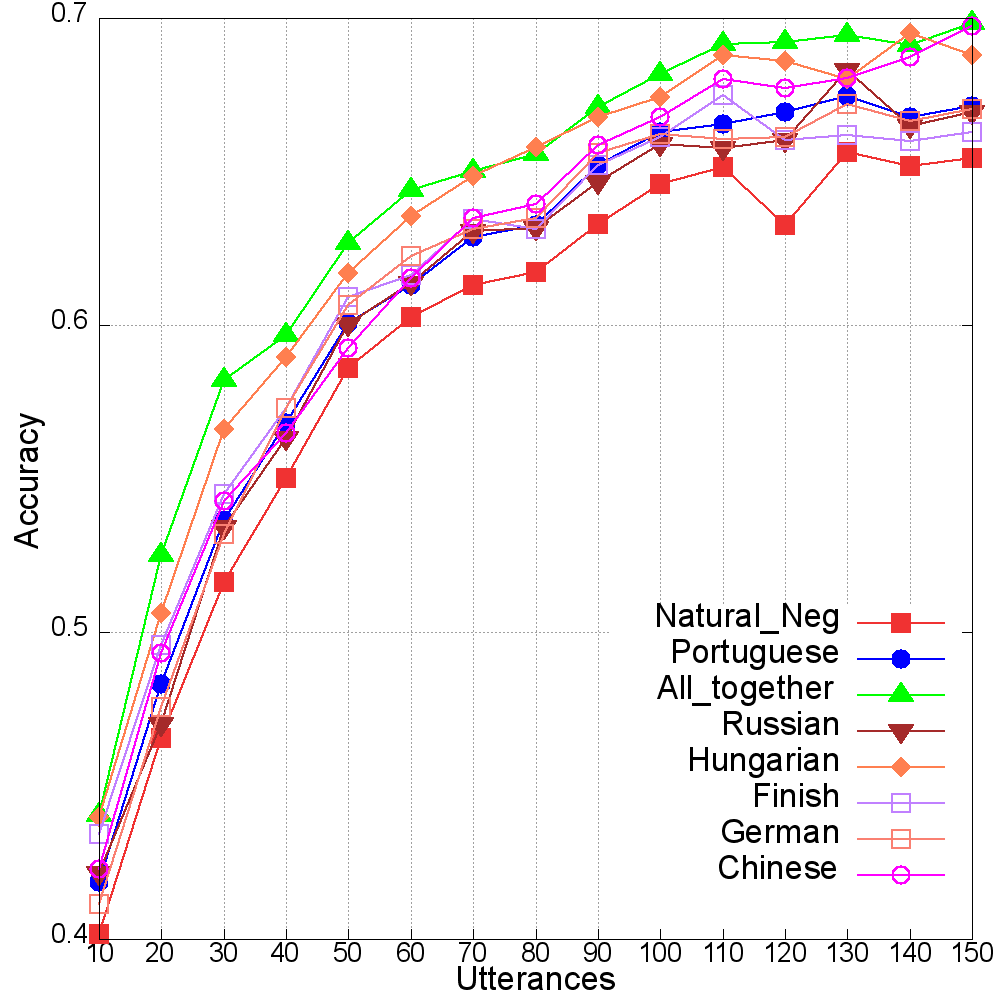 0.7
0.6
0.5
0.4
Accuracy
Natural_Neg
Portuguese
All_together
Russian
Hungarian
Finish
German
Chinese
10 20 30 40 50 60 70 80 90 100 110 120 130 140 150
Utterances